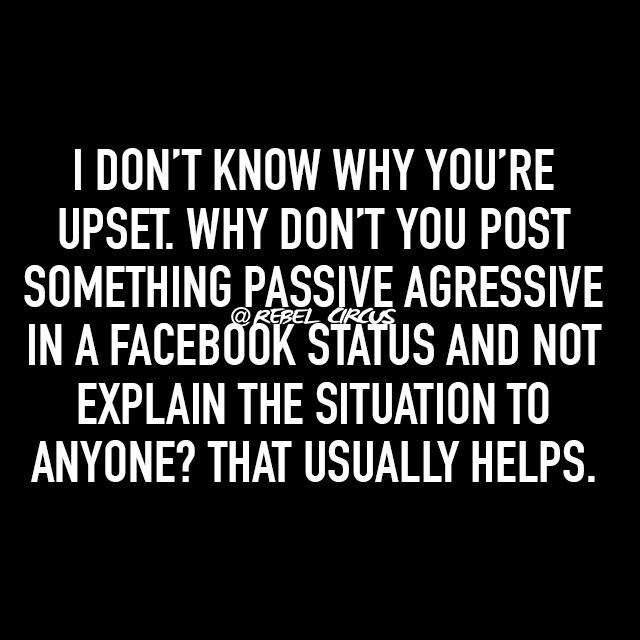 I DON'T KNOW WHY YOU'RE
UPSET. WHY DON'T YOU POST
SOMETHING PASSIVE AGRESSIVE
@REBEL_CIRCUS
IN A FACEBOOK STATUS AND NOT
EXPLAIN THE SITUATION TO
ANYONE? THAT USUALLY HELPS.